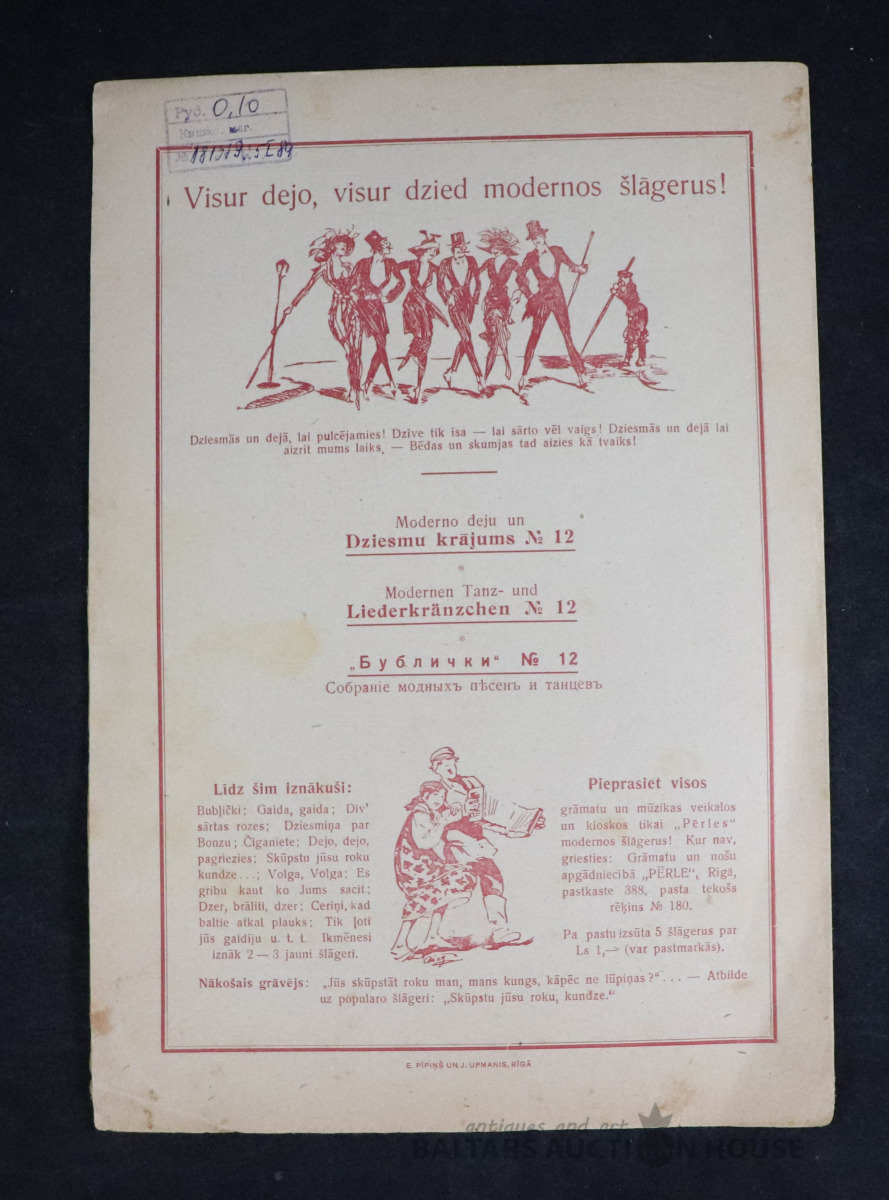 Руб. 0,10
маг.
Visur dejo, visur dzied modernos šlāgerus!
Dziesmās un dejā, lai pulcējamies! Dzīve tik īsa — lai sārto vēl vaigs! Dziesmās un dejā lai
aizrit mums laiks, — Bēdas un skumjas tad aizies kā tvaiks!
Moderno deju un
Dziesmu krājums № 12
Modernen Tanz- und
Liederkränzchen № 12
„Бублички“ № 12
Собраніе модныхъ пѣсенъ и танцевъ
Līdz šim iznākuši:
Bubļički; Gaida, gaida; Div'
sārtas rozes; Dziesmiņa par
Bonzu; Čiganiete; Dejo, dejo,
pagriezies; Skūpstu jūsu roku
kundze...; Volga, Volga; Es
gribu kaut ko Jums sacit;
Dzer, brālīti, dzer; Ceriņi, kad
baltie atkal plauks; Tik ļoti
jūs gaidiju u. t. t. Ikmēnesi
iznāk 2—3 jauni šlāgeri.
Pieprasiet visos
grāmatu un mūzikas veikalos
un kioskos tikai „Pērles"
modernos šlāgerus! Kur nav,
griesties: Grāmatu un nošu
apgādniecībā „PĒRLE", Rīgā,
pastkaste 388, pasta tekošs
rēķins № 180.
Pa pastu izsūta 5 šlāgerus par
Ls 1,— (var pastmarkās).
Nākošais grāvējs: „Jūs skūpstāt roku man, mans kungs, kāpēc ne lūpiņas?"... — Atbilde
uz popularo šlāgeri: „Skūpstu jūsu roku, kundze."
E. PĪPIŅŠ UN J. UPMANIS, RĪGĀ
antiques and art
BALTARS AUCTION HOUSE